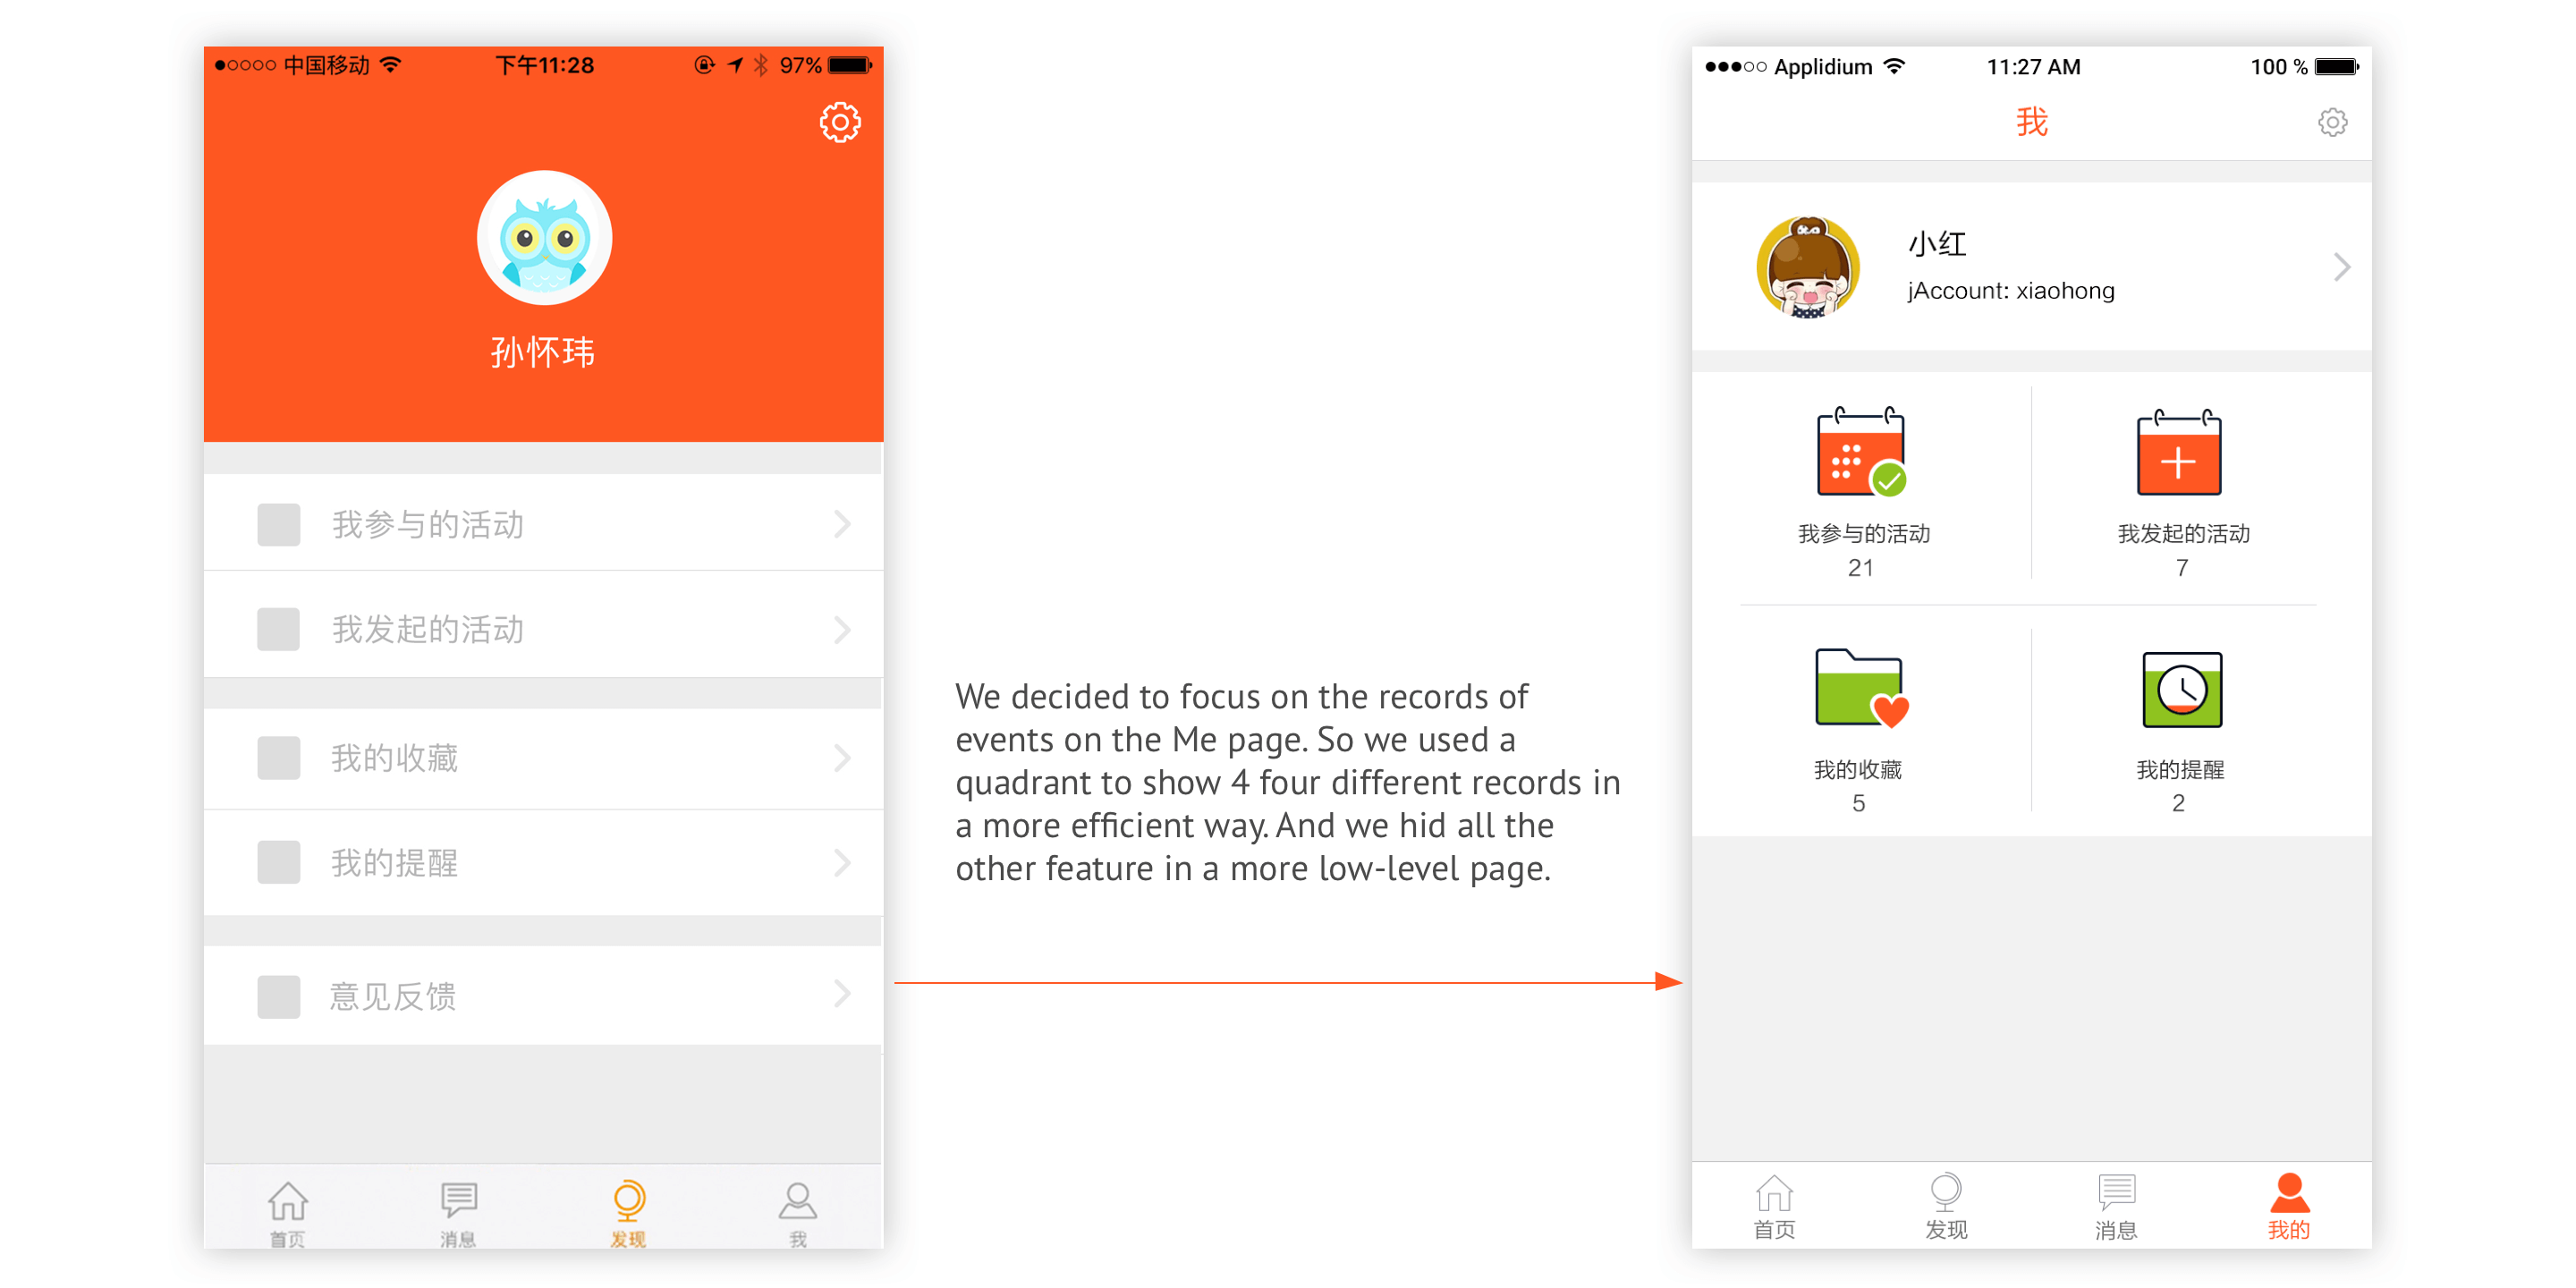 中国移动 下午11:28 97%
孙怀玮
我参与的活动
我发起的活动
我的收藏
我的提醒
意见反馈
首页 消息 发现 我
We decided to focus on the records of
events on the Me page. So we used a
quadrant to show 4 four different records in
a more efficient way. And we hid all the
other feature in a more low-level page.
Applidium 11:27 AM 100 %
我
小红
jAccount: xiaohong
我参与的活动 我发起的活动
21 7
我的收藏 我的提醒
5 2
首页 发现 消息 我的